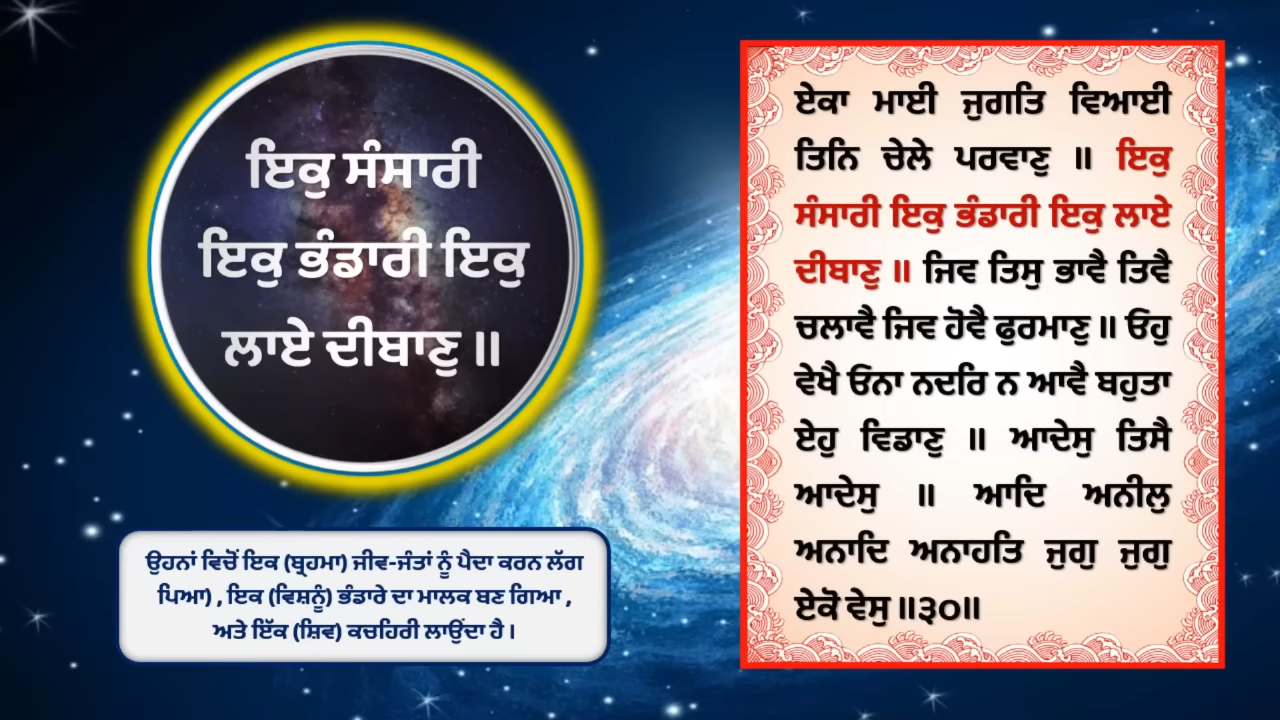 ਇਕੁ ਸੰਸਾਰੀ
ਇਕੁ ਭੰਡਾਰੀ ਇਕੁ
ਲਾਏ ਦੀਬਾਣੁ ॥
ਉਹਨਾਂ ਵਿਚੋਂ ਇਕ (ਬ੍ਰਹਮਾ) ਜੀਵ-ਜੰਤਾਂ ਨੂੰ ਪੈਦਾ ਕਰਨ ਲੱਗ
ਪਿਆ) , ਇਕ (ਵਿਸ਼ਨੂੰ) ਭੰਡਾਰੇ ਦਾ ਮਾਲਕ ਬਣ ਗਿਆ ,
ਅਤੇ ਇੱਕ (ਸ਼ਿਵ) ਕਚਹਿਰੀ ਲਾਉਂਦਾ ਹੈ ।
ਏਕਾ ਮਾਈ ਜੁਗਤਿ ਵਿਆਈ
ਤਿਨਿ ਚੇਲੇ ਪਰਵਾਣੁ ॥ ਇਕੁ
ਸੰਸਾਰੀ ਇਕੁ ਭੰਡਾਰੀ ਇਕੁ ਲਾਏ
ਦੀਬਾਣੁ ॥ ਜਿਵ ਤਿਸੁ ਭਾਵੈ ਤਿਵੈ
ਚਲਾਵੈ ਜਿਵ ਹੋਵੈ ਫੁਰਮਾਣੁ ॥ ਓਹੁ
ਵੇਖੈ ਓਨਾ ਨਦਰਿ ਨ ਆਵੈ ਬਹੁਤਾ
ਏਹੁ ਵਿਡਾਣੁ ॥ ਆਦੇਸੁ ਤਿਸੈ
ਆਦੇਸੁ ॥ ਆਦਿ ਅਨੀਲੁ
ਅਨਾਦਿ ਅਨਾਹਤਿ ਜੁਗੁ ਜੁਗੁ
ਏਕੋ ਵੇਸੁ ॥੩੦॥